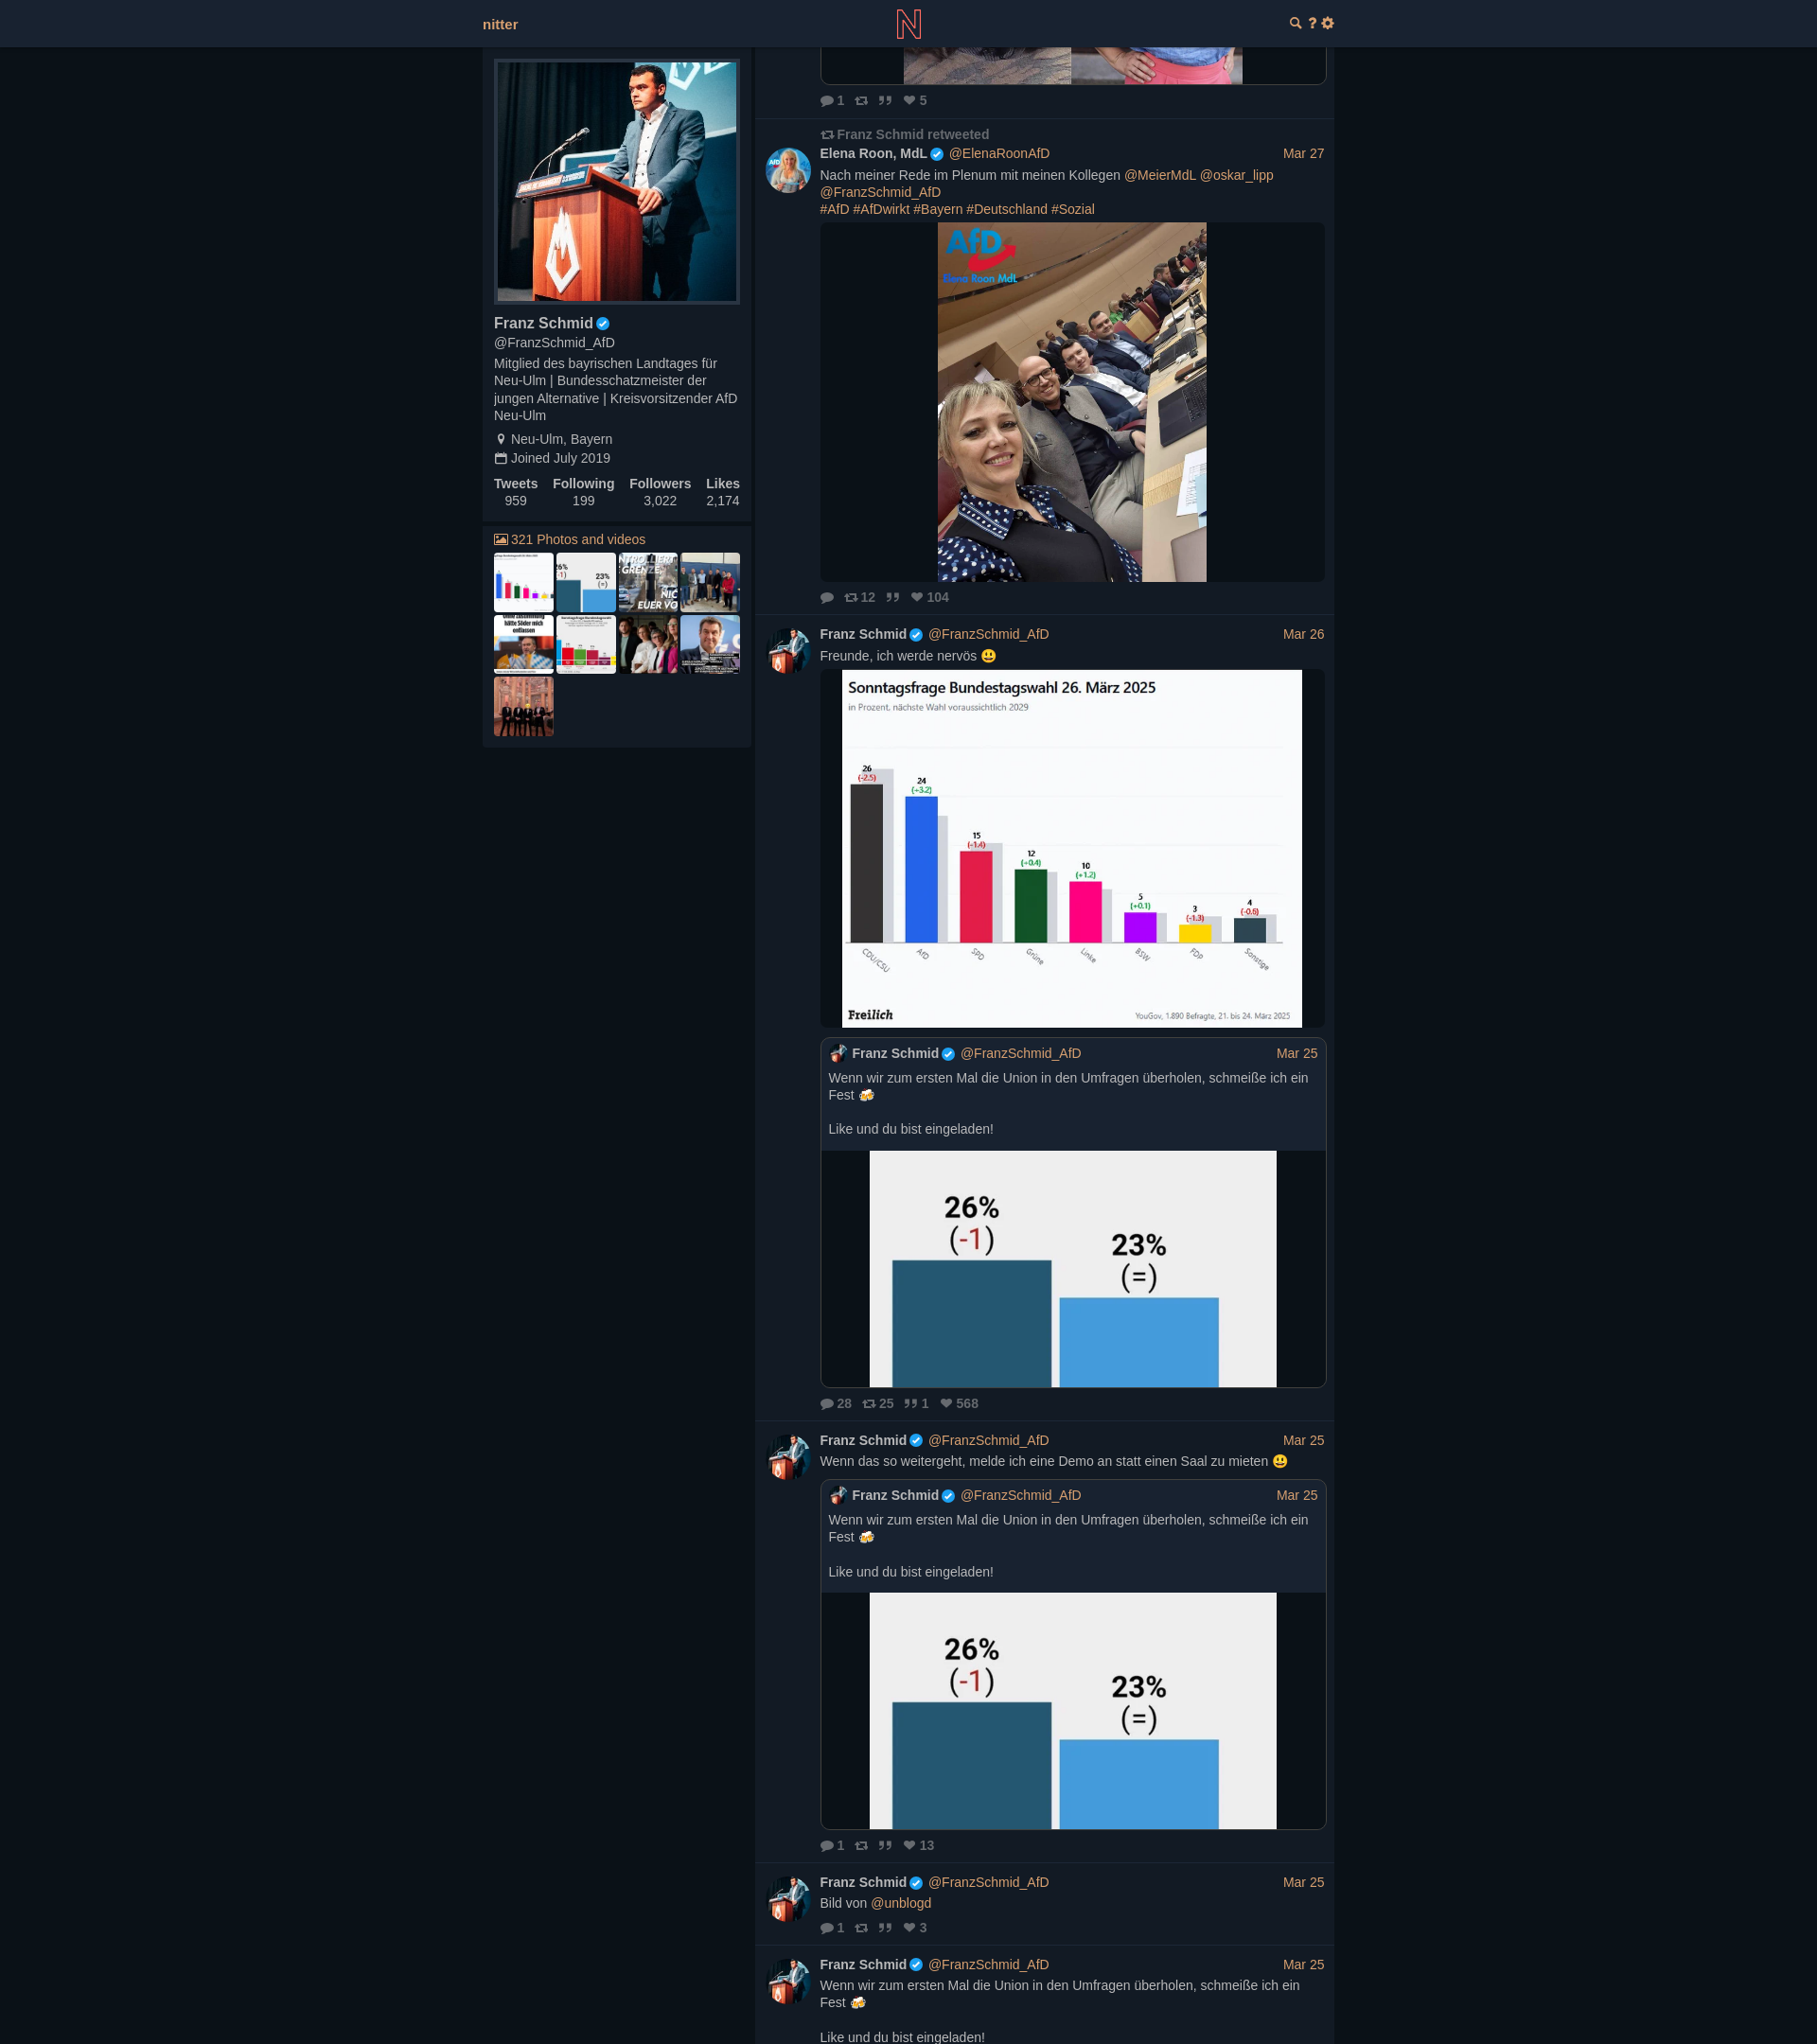 nitter
Franz Schmid
@FranzSchmid_AfD
Mitglied des bayrischen Landtages für
Neu-Ulm | Bundesschatzmeister der
jungen Alternative | Kreisvorsitzender AfD
Neu-Ulm
Neu-Ulm, Bayern
Joined July 2019
Tweets Following Followers Likes
959 199 3,022 2,174
321 Photos and videos
26%
23%
(=)
GRENZE
NIC
EUER VO
hätte Söder mich
entlassen
1 5
Franz Schmid retweeted
Elena Roon, MdL @ElenaRoonAfD Mar 27
Nach meiner Rede im Plenum mit meinen Kollegen @MeierMdL @oskar_lipp
@FranzSchmid_AfD
#AfD #AfDwirkt #Bayern #Deutschland #Sozial
AfD
Elena Roon MdL
12 104
Franz Schmid @FranzSchmid_AfD Mar 26
Freunde, ich werde nervös 😃
Sonntagsfrage Bundestagswahl 26. März 2025
in Prozent, nächste Wahl voraussichtlich 2029
26 24 15 12 10 5 3 4
(-2.5) (+3.2) (-1.4) (+0.4) (+1.2) (+0.1) (-1.3) (-0.6)
CDU/CSU AfD SPD Grüne Linke BSW FDP Sonstige
Freilich YouGov, 1.890 Befragte, 21. bis 24. März 2025
Franz Schmid @FranzSchmid_AfD Mar 25
Wenn wir zum ersten Mal die Union in den Umfragen überholen, schmeiße ich ein
Fest 🍻
Like und du bist eingeladen!
26% 23%
(-1) (=)
28 25 1 568
Franz Schmid @FranzSchmid_AfD Mar 25
Wenn das so weitergeht, melde ich eine Demo an statt einen Saal zu mieten 😃
Franz Schmid @FranzSchmid_AfD Mar 25
Wenn wir zum ersten Mal die Union in den Umfragen überholen, schmeiße ich ein
Fest 🍻
Like und du bist eingeladen!
26% 23%
(-1) (=)
1 13
Franz Schmid @FranzSchmid_AfD Mar 25
Bild von @unblogd
1 3
Franz Schmid @FranzSchmid_AfD Mar 25
Wenn wir zum ersten Mal die Union in den Umfragen überholen, schmeiße ich ein
Fest 🍻
Like und du bist eingeladen!